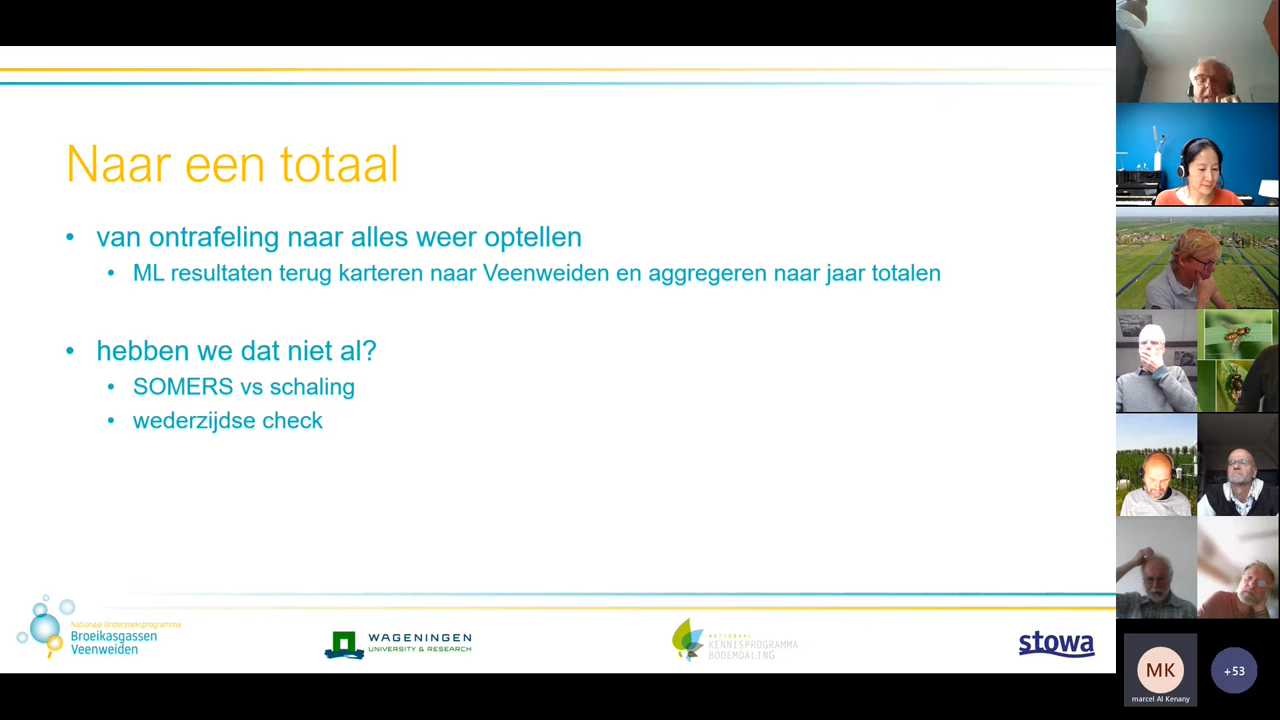 Naar een totaal
• van ontrafeling naar alles weer optellen
• ML resultaten terug karteren naar Veenweiden en aggregeren naar jaar totalen
• hebben we dat niet al?
• SOMERS vs schaling
• wederzijdse check
Nationaal Onderzoeksprogramma
Broeikasgassen
Veenweiden
WAGENINGEN
UNIVERSITY & RESEARCH
NATIONAAL
KENNISPROGRAMMA
BODEMDALING
stowa
MK
marcel Al Kenany
+53